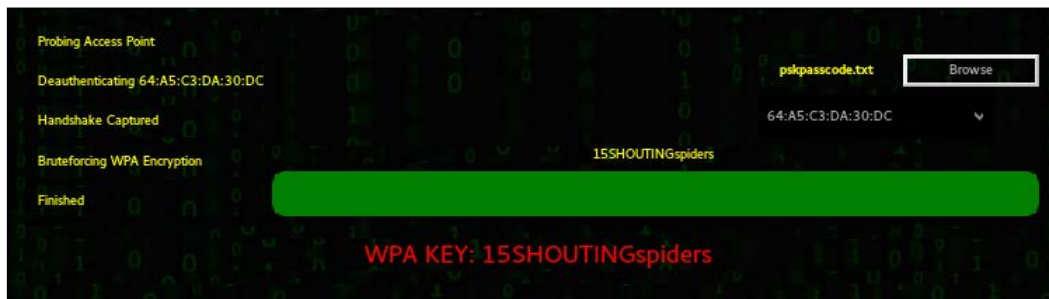 Probing Access Point
Deauthenticating 64:A5:C3:DA:30:DC
Handshake Captured
Bruteforcing WPA Encryption
Finished
pskpasscode.txt Browse
64:A5:C3:DA:30:DC
15SHOUTINGspiders
WPA KEY: 15SHOUTINGspiders